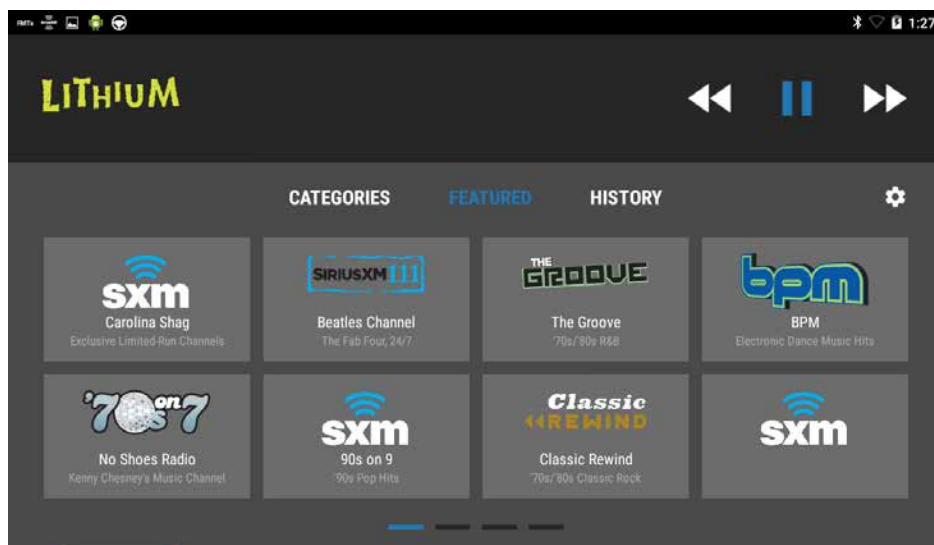 FMTx 1:27
LiTHiUM
CATEGORIES FEATURED HISTORY
sxm SIRIUSXM 111 THE GROOVE bpm
Carolina Shag Beatles Channel The Groove BPM
Exclusive Limited-Run Channels The Fab Four, 24/7 '70s/'80s R&B Electronic Dance Music Hits
'70s on 7 sxm Classic REWIND sxm
No Shoes Radio 90s on 9 Classic Rewind
Kenny Chesney's Music Channel '90s Pop Hits '70s/'80s Classic Rock